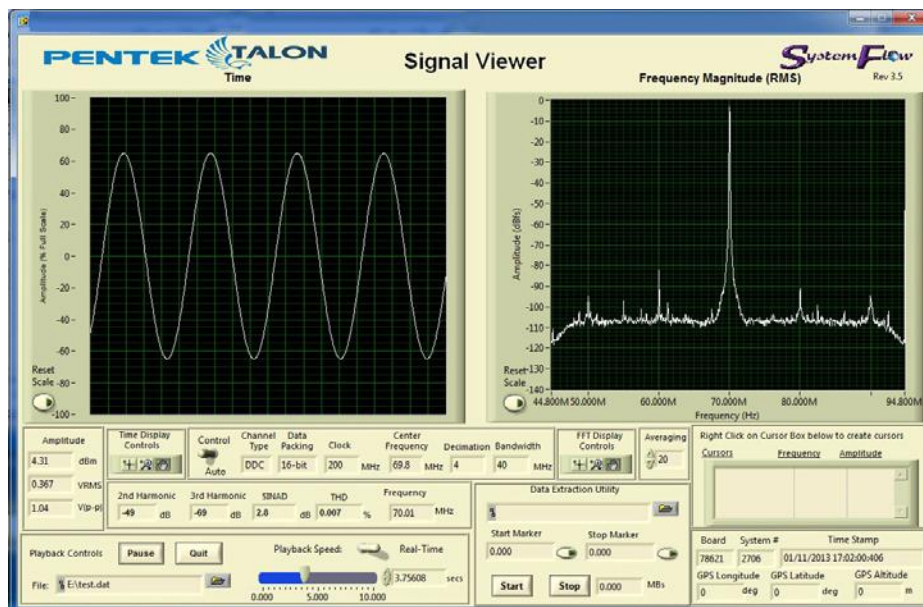 PENTEK TALON
Signal Viewer
System Flow
Rev 3.5
Time
Amplitude (% Full Scale)
100
80
60
40
20
0
-20
-40
-60
-80
-100
Reset
Scale
Frequency Magnitude (RMS)
Amplitude (dBfs)
0
-10
-20
-30
-40
-50
-60
-70
-80
-90
-100
-110
-120
-130
-140
Reset
Scale
44.800M 50.000M 60.000M 70.000M 80.000M 94.800M
Frequency (Hz)
Amplitude
4.31 dBm
0.367 VRMS
1.04 V(p-p)
Time Display
Controls
Control
Auto
Channel
Type
DDC
Data
Packing
16-bit
Clock
200 MHz
Center
Frequency
69.8 MHz
Decimation
4
Bandwidth
40 MHz
FFT Display
Controls
Averaging
20
Right Click on Cursor Box below to create cursors
Cursors Frequency Amplitude
2nd Harmonic
-49 dB
3rd Harmonic
-69 dB
SINAD
2.8 dB
THD
0.007 %
Frequency
70.01 MHz
Data Extraction Utility
Start Marker
0.000
Stop Marker
0.000
Start Stop 0.000 MBs
Playback Controls Pause Quit
Playback Speed: Real-Time
File: E:\test.dat
0.000 5.000 10.000
3.75608 secs
Board System # Time Stamp
78621 2706 01/11/2013 17:02:00:406
GPS Longitude GPS Latitude GPS Altitude
0 deg 0 deg 0 m